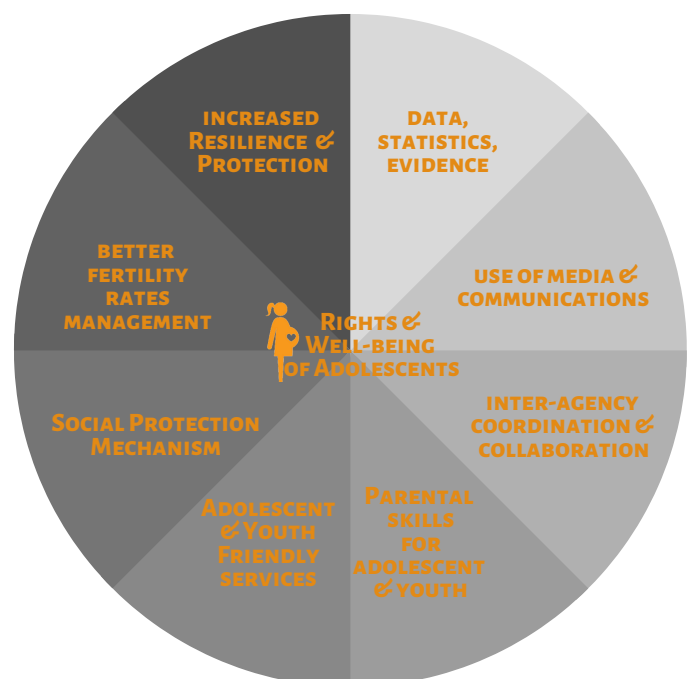 INCREASED
RESILIENCE &
PROTECTION
DATA,
STATISTICS,
EVIDENCE
BETTER
FERTILITY
RATES
MANAGEMENT
USE OF MEDIA &
COMMUNICATIONS
RIGHTS &
WELL-BEING
OF ADOLESCENTS
SOCIAL PROTECTION
MECHANISM
INTER-AGENCY
COORDINATION &
COLLABORATION
ADOLESCENT
& YOUTH
FRIENDLY
SERVICES
PARENTAL
SKILLS
FOR
ADOLESCENT
& YOUTH